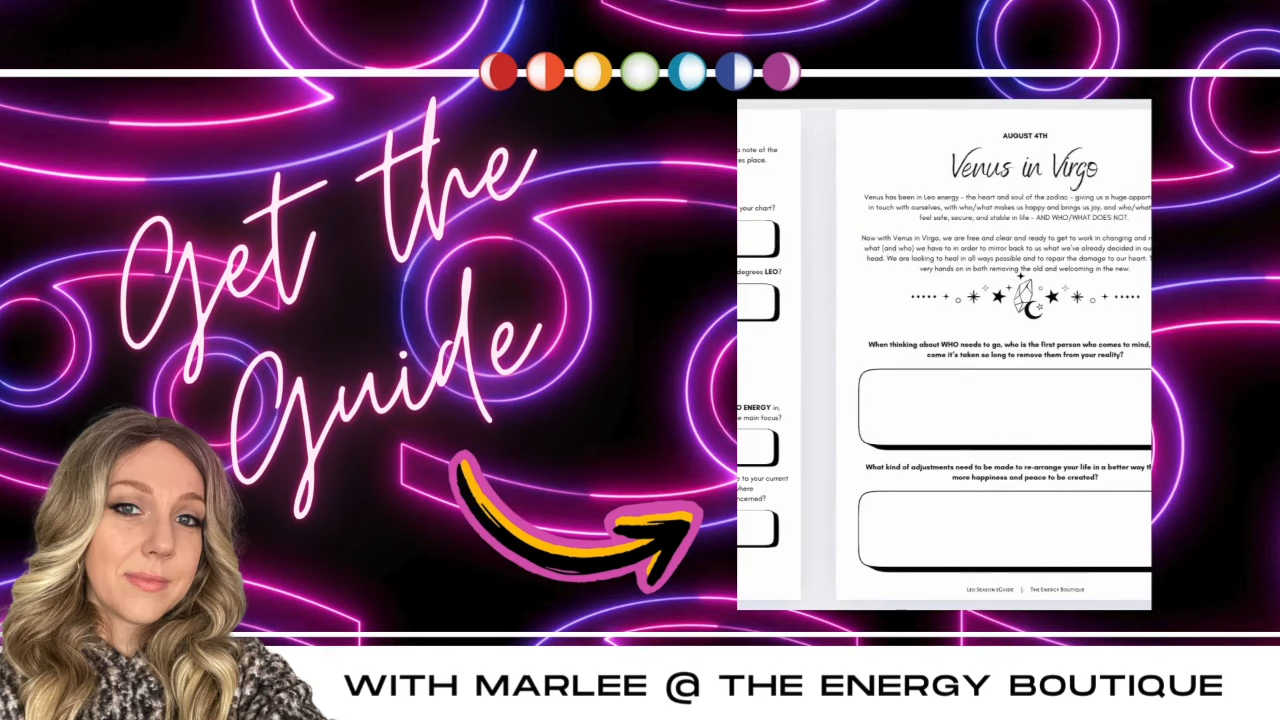 Get the
Guide
o note of the
es place.
your chart?
degrees LEO?
O ENERGY in,
e main focus?
o to your current
where
ncerned?
AUGUST 4TH
Venus in Virgo
Venus has been in Leo energy - the heart and soul of the zodiac - giving us a huge opport
in touch with ourselves, with who/what makes us happy and brings us joy, and who/what
feel safe, secure, and stable in life - AND WHO/WHAT DOES NOT.
Now with Venus in Virgo, we are free and clear and ready to get to work in changing and r
what (and who) we have to in order to mirror back to us what we've already decided in ou
head. We are looking to heal in all ways possible and to repair the damage to our heart. T
very hands on in both removing the old and welcoming in the new.
When thinking about WHO needs to go, who is the first person who comes to mind,
come it's taken so long to remove them from your reality?
What kind of adjustments need to be made to re-arrange your life in a better way th
more happiness and peace to be created?
LEO SEASON EGUIDE | THE ENERGY BOUTIQUE
WITH MARLEE @ THE ENERGY BOUTIQUE